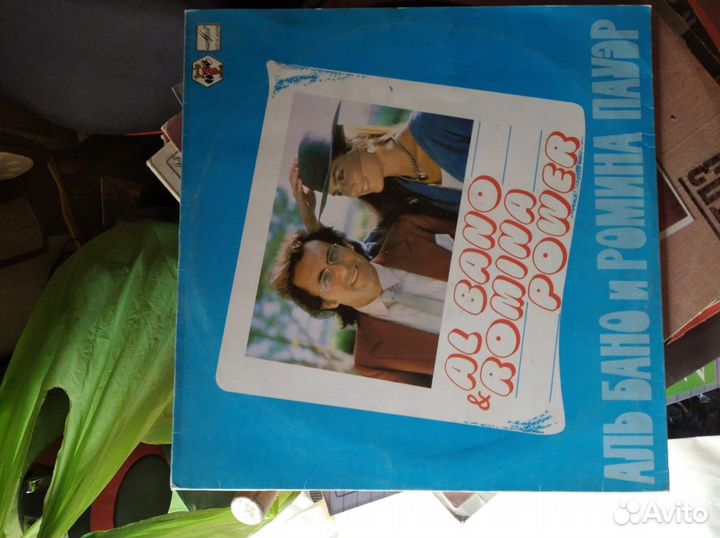 AL BANO
& ROMINA
POWER
АЛЬ БАНО и РОМИНА ПАУЭР
Avito